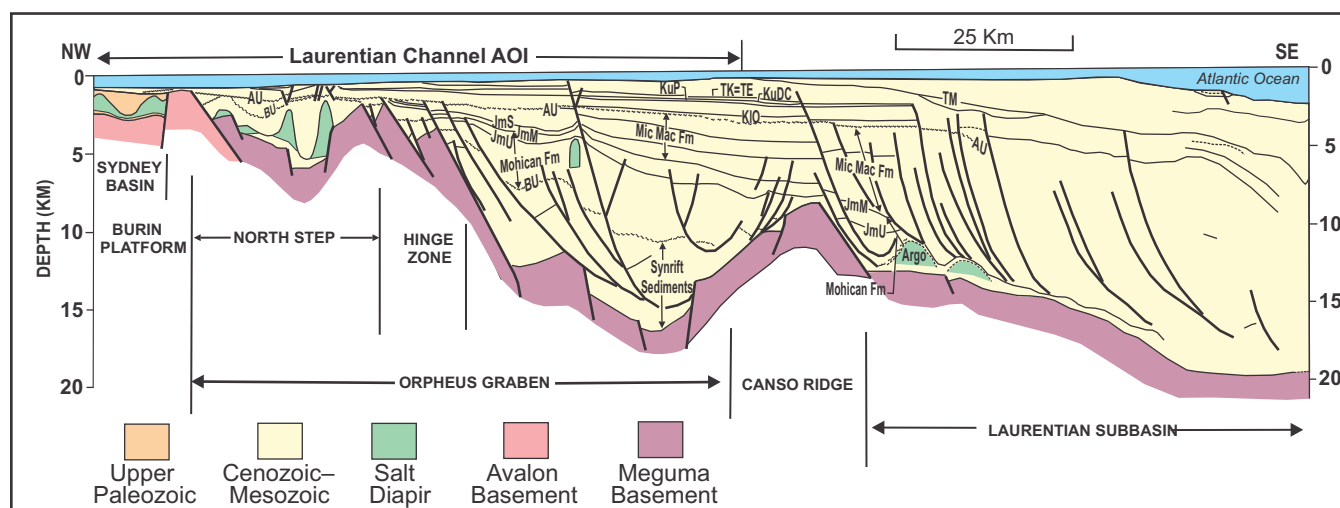 NW
Laurentian Channel AOI
25 Km
SE
0
0
Atlantic Ocean
AU
BU
KuP
TK=TE
KuDC
TM
AU
KIO
JmS
JmM
JmU
Mic Mac Fm
Mic Mac Fm
AU
5
5
Mohican Fm
BU
SYDNEY
BASIN
JmM
JmU
BURIN
PLATFORM
NORTH STEP
HINGE
ZONE
10
10
Argo
Synrift
Sediments
Mohican Fm
15
15
DEPTH (KM)
20
20
ORPHEUS GRABEN
CANSO RIDGE
LAURENTIAN SUBBASIN
Upper
Paleozoic
Cenozoic–
Mesozoic
Salt
Diapir
Avalon
Basement
Meguma
Basement